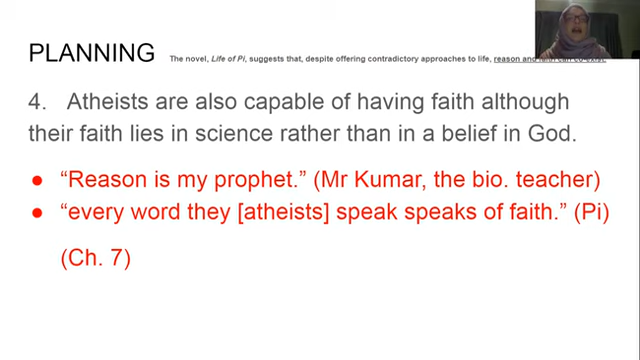 PLANNING The novel, Life of Pi, suggests that, despite offering contradictory approaches to life, reason and faith can co-exist.
4. Atheists are also capable of having faith although
their faith lies in science rather than in a belief in God.
● “Reason is my prophet.” (Mr Kumar, the bio. teacher)
● “every word they [atheists] speak speaks of faith.” (Pi)
(Ch. 7)